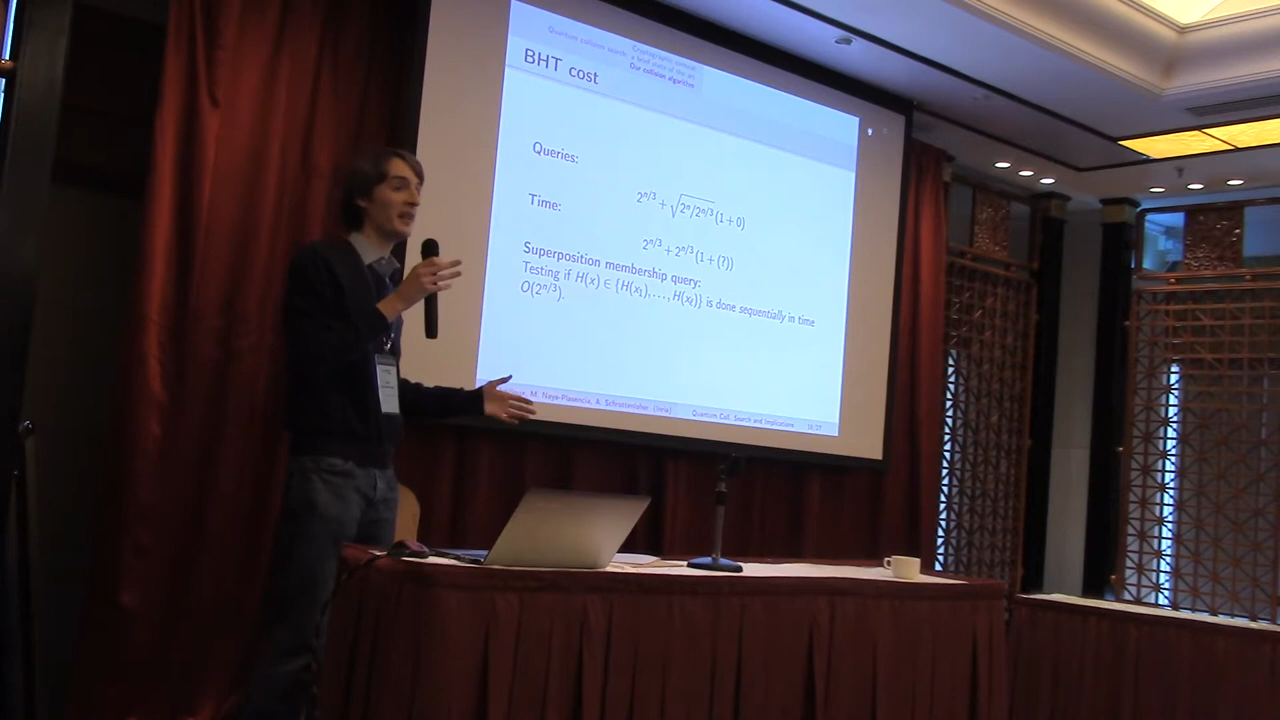 Cryptographic context
Quantum collision search: a brief state of the art
Our collision algorithm
BHT cost
Queries:
2^{n/3} + √(2^n/2^{n/3}) (1 + 0)
Time:
2^{n/3} + 2^{n/3} (1 + (?))
Superposition membership query:
Testing if H(x) ∈ {H(x₁), …, H(x_ℓ)} is done sequentially in time
O(2^{n/3}).
M. Naya-Plasencia, A. Schrottenloher (Inria)
Quantum Coll. Search and Implications